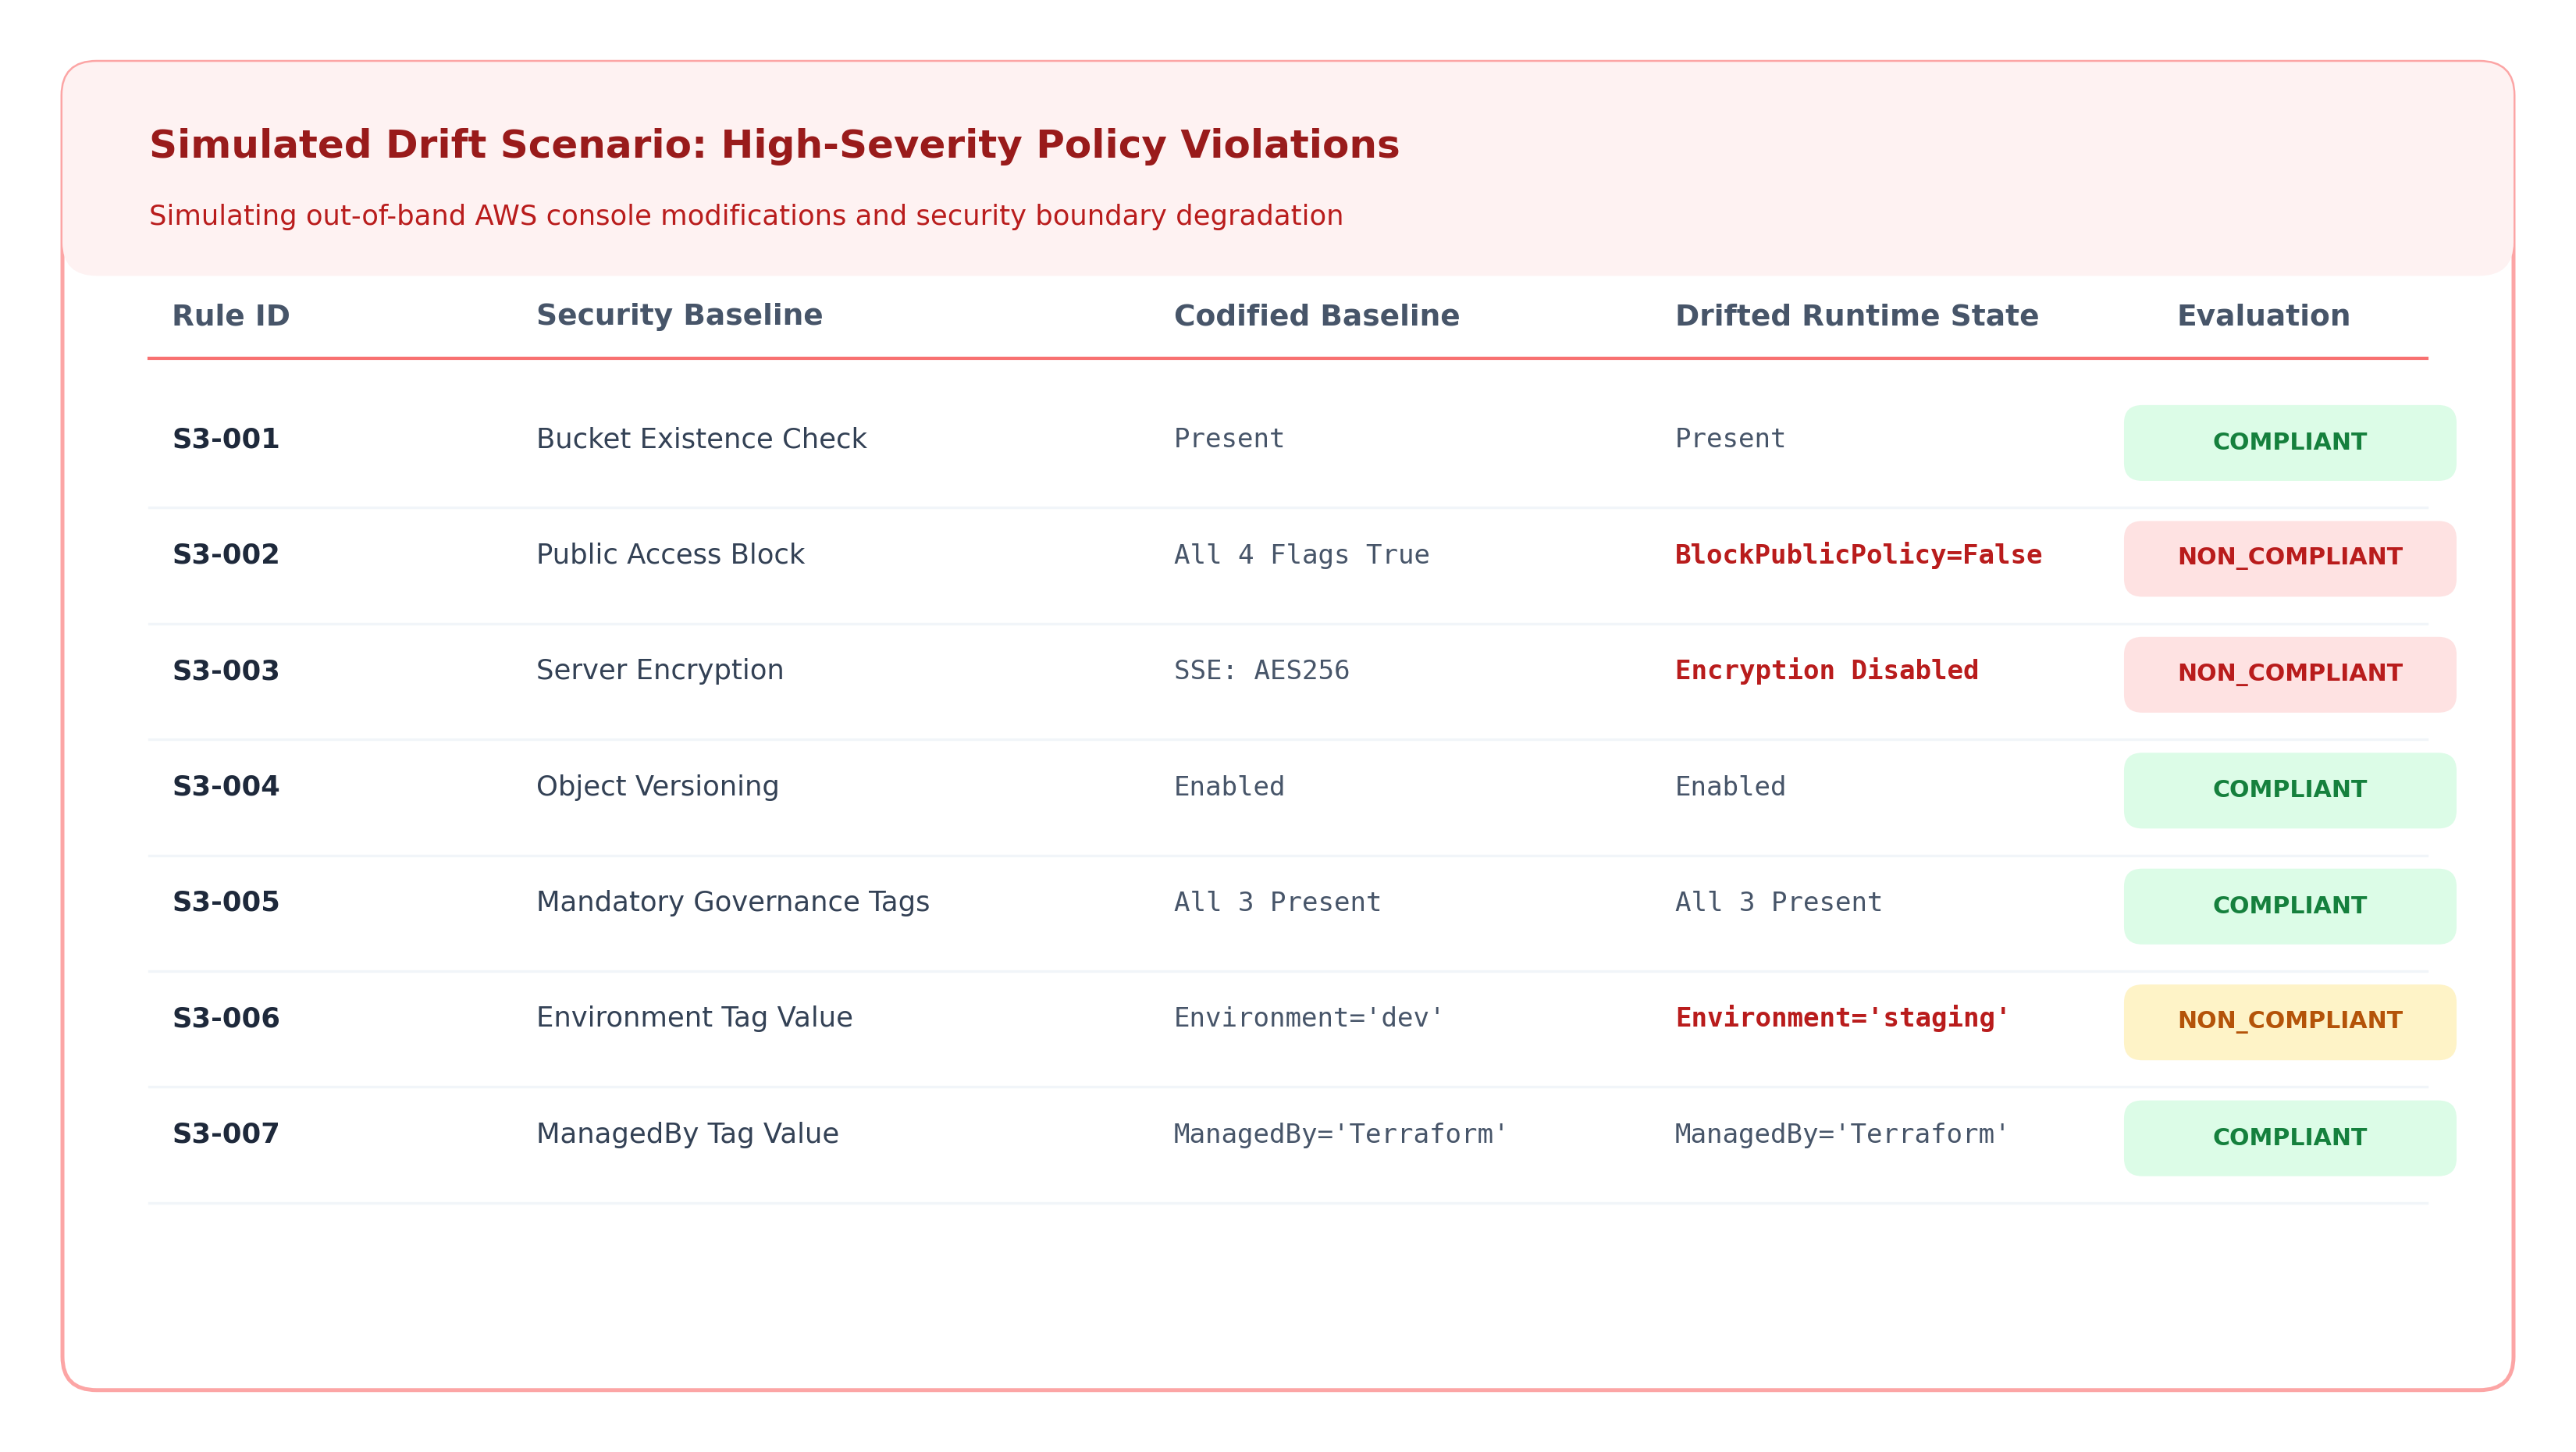 Simulated Drift Scenario: High-Severity Policy Violations
Simulating out-of-band AWS console modifications and security boundary degradation
Rule ID Security Baseline Codified Baseline Drifted Runtime State Evaluation
S3-001 Bucket Existence Check Present Present COMPLIANT
S3-002 Public Access Block All 4 Flags True BlockPublicPolicy=False NON_COMPLIANT
S3-003 Server Encryption SSE: AES256 Encryption Disabled NON_COMPLIANT
S3-004 Object Versioning Enabled Enabled COMPLIANT
S3-005 Mandatory Governance Tags All 3 Present All 3 Present COMPLIANT
S3-006 Environment Tag Value Environment='dev' Environment='staging' NON_COMPLIANT
S3-007 ManagedBy Tag Value ManagedBy='Terraform' ManagedBy='Terraform' COMPLIANT